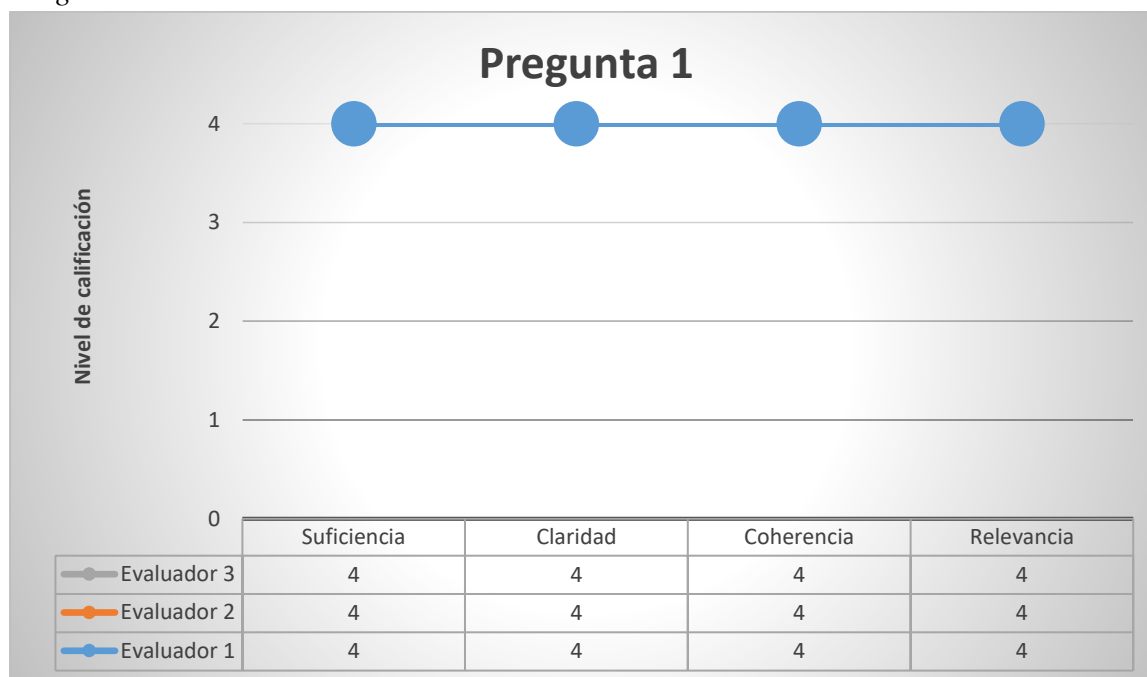 Pregunta 1
Nivel de calificación
4
3
2
1
0
Suficiencia Claridad Coherencia Relevancia
Evaluador 3 4 4 4 4
Evaluador 2 4 4 4 4
Evaluador 1 4 4 4 4